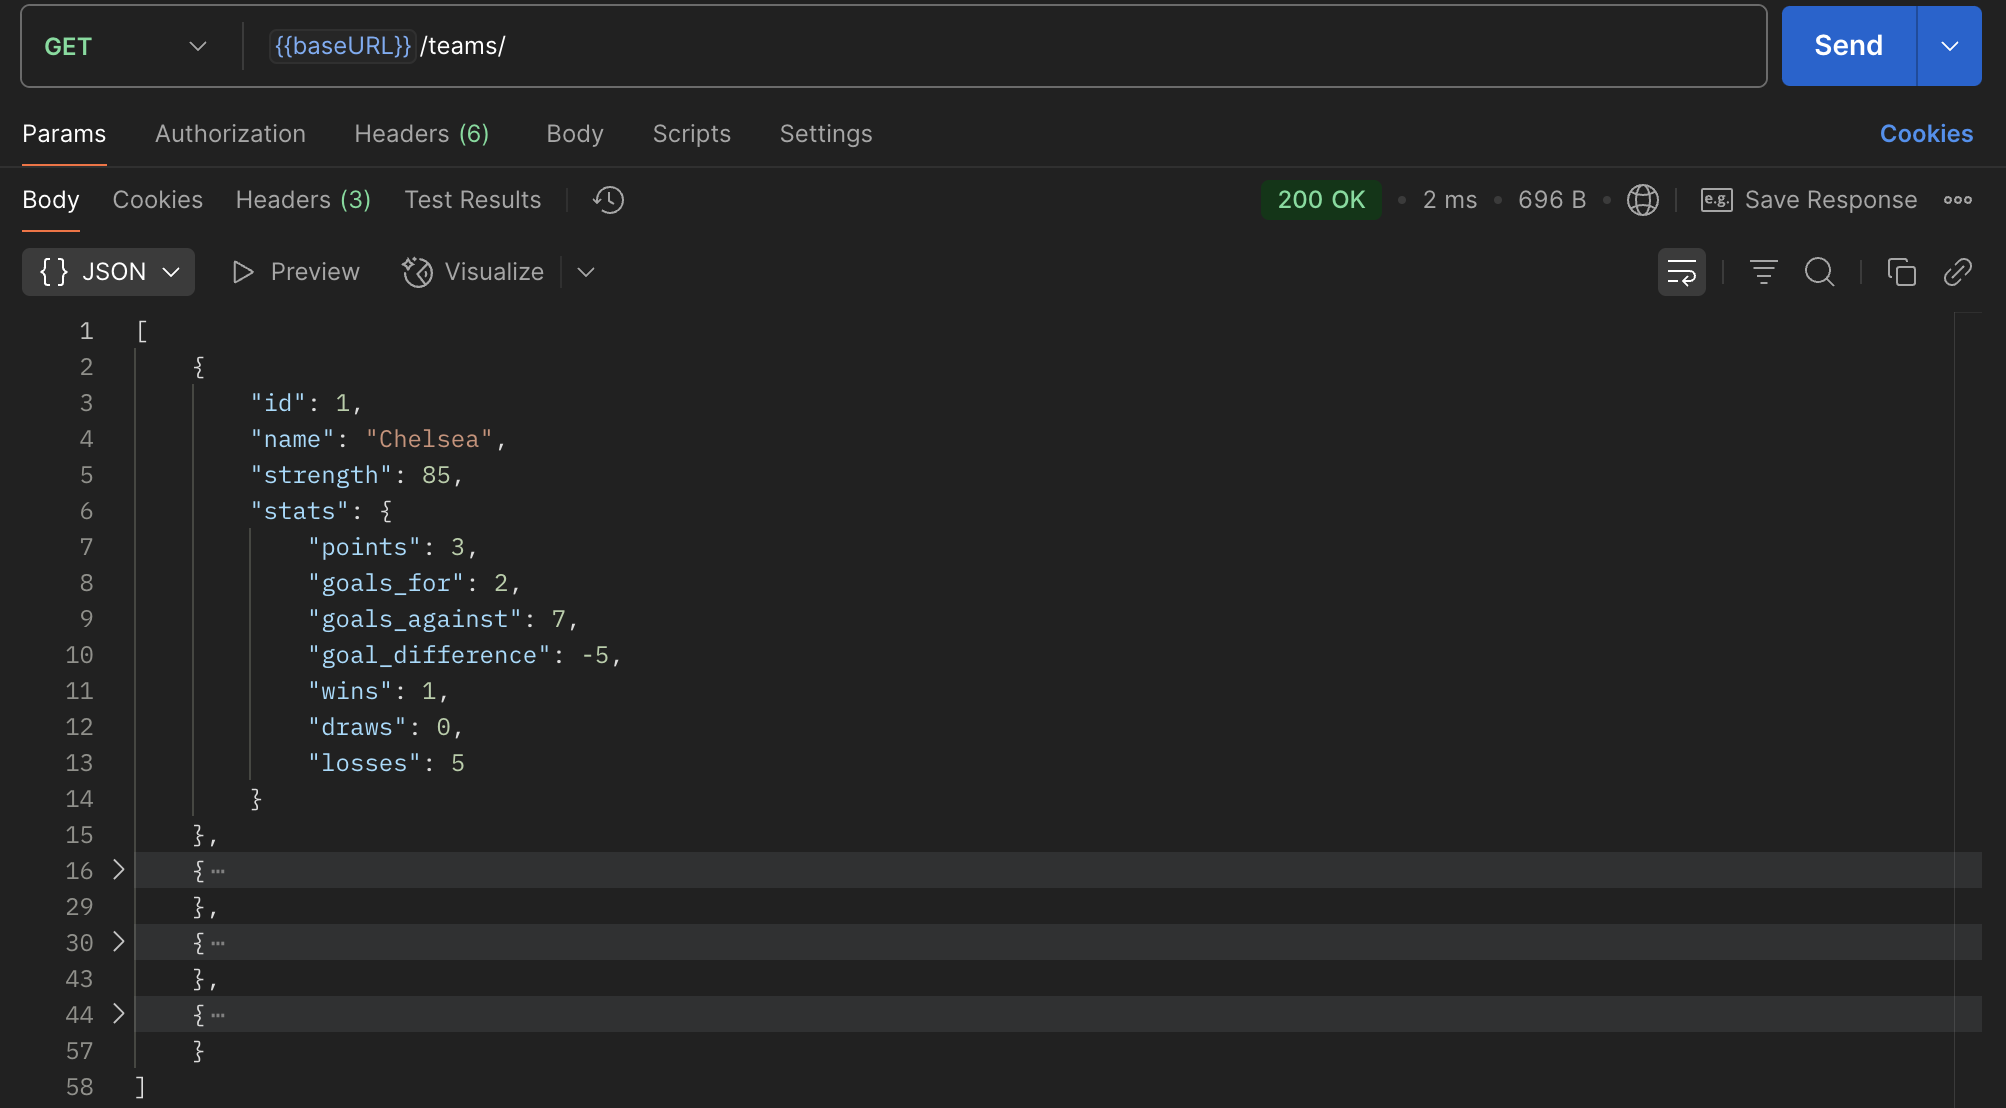 GET {{baseURL}}/teams/ Send
Params Authorization Headers (6) Body Scripts Settings Cookies
Body Cookies Headers (3) Test Results 200 OK • 2 ms • 696 B • e.g. Save Response
{} JSON Preview Visualize
1 [
2 {
3 "id": 1,
4 "name": "Chelsea",
5 "strength": 85,
6 "stats": {
7 "points": 3,
8 "goals_for": 2,
9 "goals_against": 7,
10 "goal_difference": -5,
11 "wins": 1,
12 "draws": 0,
13 "losses": 5
14 }
15 },
16 { ⋯
29 },
30 { ⋯
43 },
44 { ⋯
57 }
58 ]